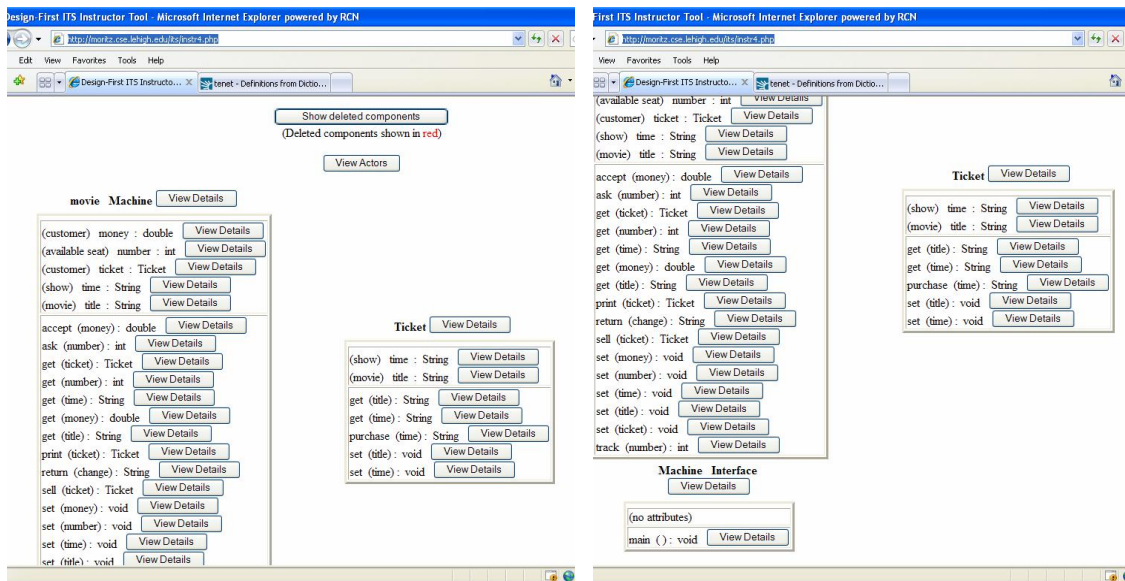 Design-First ITS Instructor Tool - Microsoft Internet Explorer powered by RCN
http://moritz.cse.lehigh.edu/its/instr4.php
Edit View Favorites Tools Help
Design-First ITS Instructo... X tenet - Definitions from Dictio...
Show deleted components
(Deleted components shown in red)
View Actors
movie Machine View Details
(customer) money : double View Details
(available seat) number : int View Details
(customer) ticket : Ticket View Details
(show) time : String View Details
(movie) title : String View Details
accept (money) : double View Details
ask (number) : int View Details
get (ticket) : Ticket View Details
get (number) : int View Details
get (time) : String View Details
get (money) : double View Details
get (title) : String View Details
print (ticket) : Ticket View Details
return (change) : String View Details
sell (ticket) : Ticket View Details
set (money) : void View Details
set (number) : void View Details
set (time) : void View Details
set (title) : void View Details
Ticket View Details
(show) time : String View Details
(movie) title : String View Details
get (title) : String View Details
get (time) : String View Details
purchase (time) : String View Details
set (title) : void View Details
set (time) : void View Details
First ITS Instructor Tool - Microsoft Internet Explorer powered by RCN
http://moritz.cse.lehigh.edu/its/instr4.php
View Favorites Tools Help
Design-First ITS Instructo... X tenet - Definitions from Dictio...
(available seat) number : int View Details
(customer) ticket : Ticket View Details
(show) time : String View Details
(movie) title : String View Details
accept (money) : double View Details
ask (number) : int View Details
get (ticket) : Ticket View Details
get (number) : int View Details
get (time) : String View Details
get (money) : double View Details
get (title) : String View Details
print (ticket) : Ticket View Details
return (change) : String View Details
sell (ticket) : Ticket View Details
set (money) : void View Details
set (number) : void View Details
set (time) : void View Details
set (title) : void View Details
set (ticket) : void View Details
track (number) : int View Details
Machine Interface
View Details
(no attributes)
main () : void View Details
Ticket View Details
(show) time : String View Details
(movie) title : String View Details
get (title) : String View Details
get (time) : String View Details
purchase (time) : String View Details
set (title) : void View Details
set (time) : void View Details